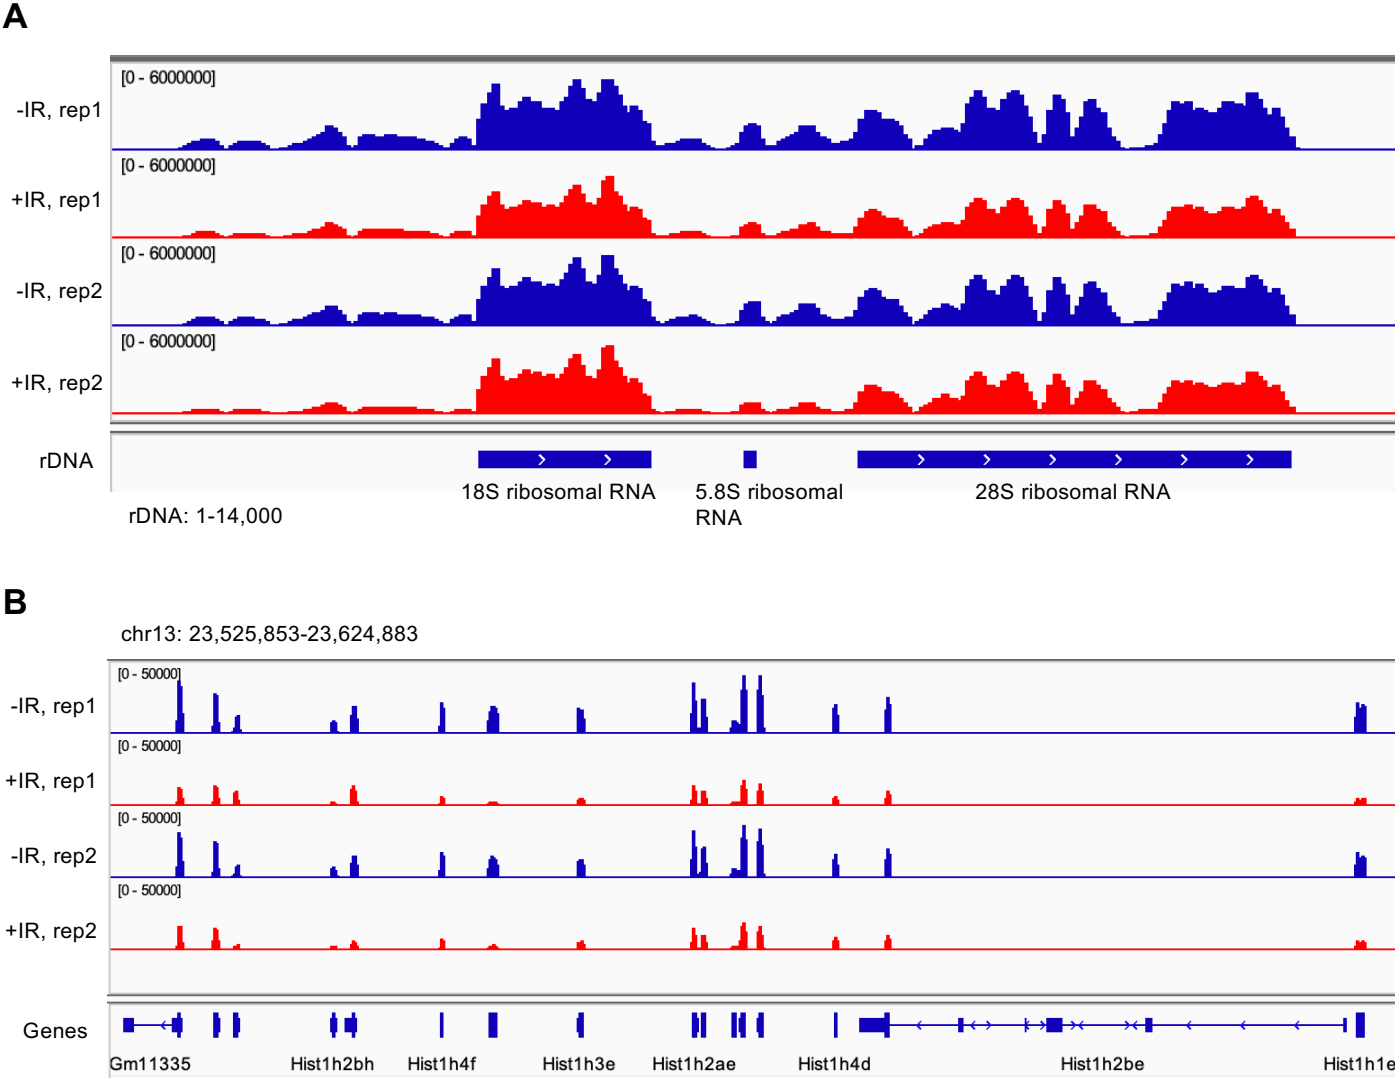 A
[0 - 6000000]
-IR, rep1
[0 - 6000000]
+IR, rep1
[0 - 6000000]
-IR, rep2
[0 - 6000000]
+IR, rep2
rDNA
18S ribosomal RNA
5.8S ribosomal
RNA
28S ribosomal RNA
rDNA: 1-14,000
B
chr13: 23,525,853-23,624,883
[0 - 50000]
-IR, rep1
[0 - 50000]
+IR, rep1
[0 - 50000]
-IR, rep2
[0 - 50000]
+IR, rep2
Genes
Gm11335 Hist1h2bh Hist1h4f Hist1h3e Hist1h2ae Hist1h4d Hist1h2be Hist1h1e